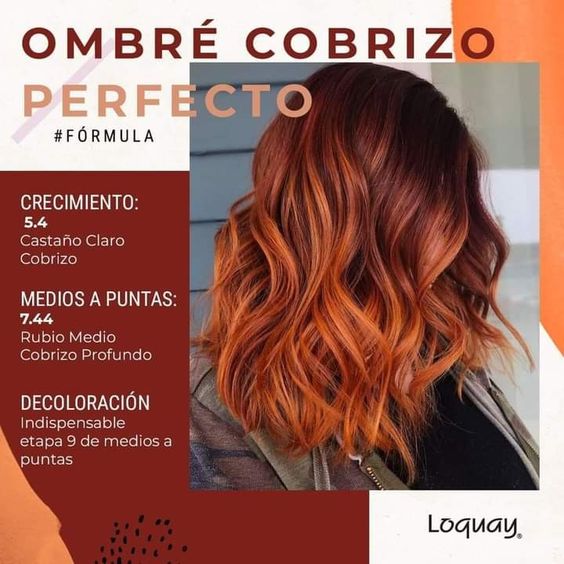 OMBRÉ COBRIZO
PERFECTO
#FÓRMULA
CRECIMIENTO:
5.4
Castaño Claro
Cobrizo
MEDIOS A PUNTAS:
7.44
Rubio Medio
Cobrizo Profundo
DECOLORACIÓN
Indispensable
etapa 9 de medios a
puntas
Loquay®